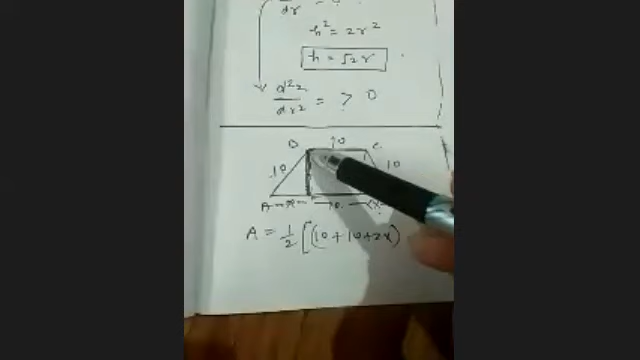 h² = 2r²
h = √2 r
d²z/dr² = > 0
D 10 C
10 10
A x 10 x
A = 1/2 [(10 + 10 + 2x)